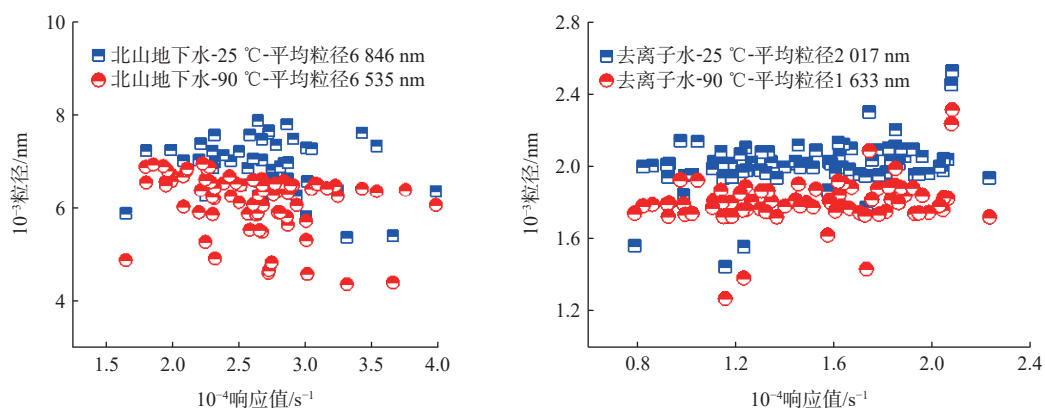 10
8
6
4
10⁻³粒径/nm
北山地下水-25 ℃-平均粒径6 846 nm
北山地下水-90 ℃-平均粒径6 535 nm
1.5 2.0 2.5 3.0 3.5 4.0
10⁻⁴响应值/s⁻¹
2.8
2.4
2.0
1.6
1.2
10⁻³粒径/nm
去离子水-25 ℃-平均粒径2 017 nm
去离子水-90 ℃-平均粒径1 633 nm
0.8 1.2 1.6 2.0 2.4
10⁻⁴响应值/s⁻¹